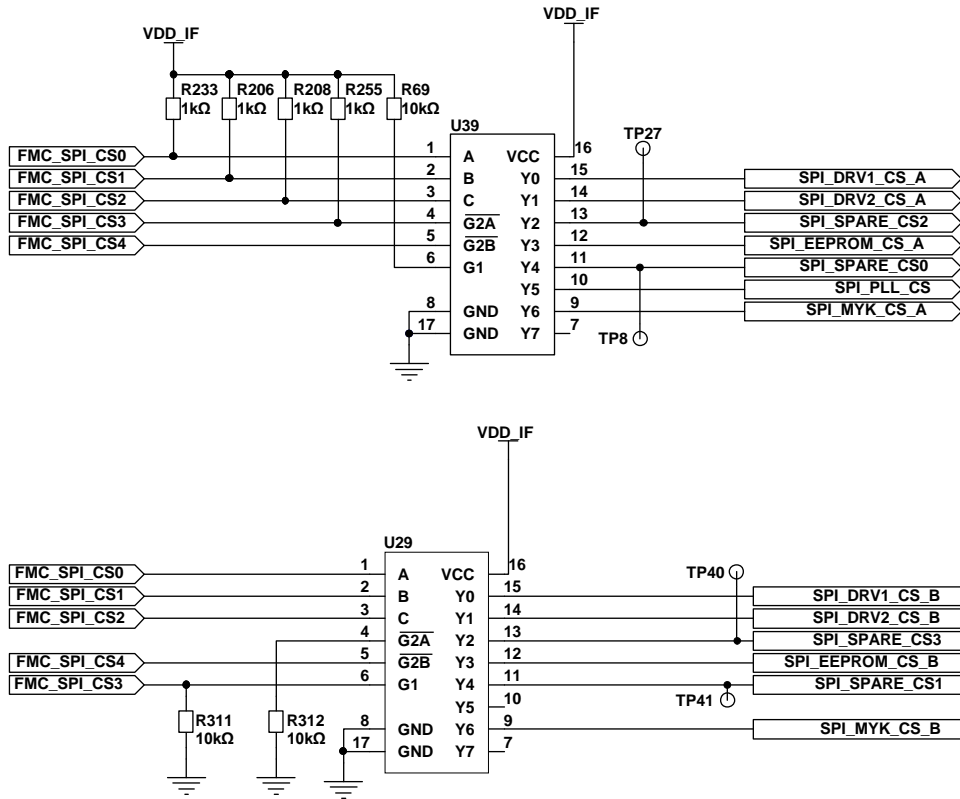 VDD_IF
VDD_IF
R233 R206 R208 R255 R69
1kΩ 1kΩ 1kΩ 1kΩ 10kΩ
U39
TP27
FMC_SPI_CS0 1 A VCC 16
FMC_SPI_CS1 2 B Y0 15 SPI_DRV1_CS_A
FMC_SPI_CS2 3 C Y1 14 SPI_DRV2_CS_A
FMC_SPI_CS3 4 G2A Y2 13 SPI_SPARE_CS2
FMC_SPI_CS4 5 G2B Y3 12 SPI_EEPROM_CS_A
6 G1 Y4 11 SPI_SPARE_CS0
Y5 10 SPI_PLL_CS
8 GND Y6 9 SPI_MYK_CS_A
17 GND Y7 7
TP8
VDD_IF
U29
FMC_SPI_CS0 1 A VCC 16 TP40
FMC_SPI_CS1 2 B Y0 15 SPI_DRV1_CS_B
FMC_SPI_CS2 3 C Y1 14 SPI_DRV2_CS_B
4 G2A Y2 13 SPI_SPARE_CS3
FMC_SPI_CS4 5 G2B Y3 12 SPI_EEPROM_CS_B
FMC_SPI_CS3 6 G1 Y4 11 SPI_SPARE_CS1
Y5 10 TP41
R311 R312 8 GND Y6 9 SPI_MYK_CS_B
10kΩ 10kΩ 17 GND Y7 7